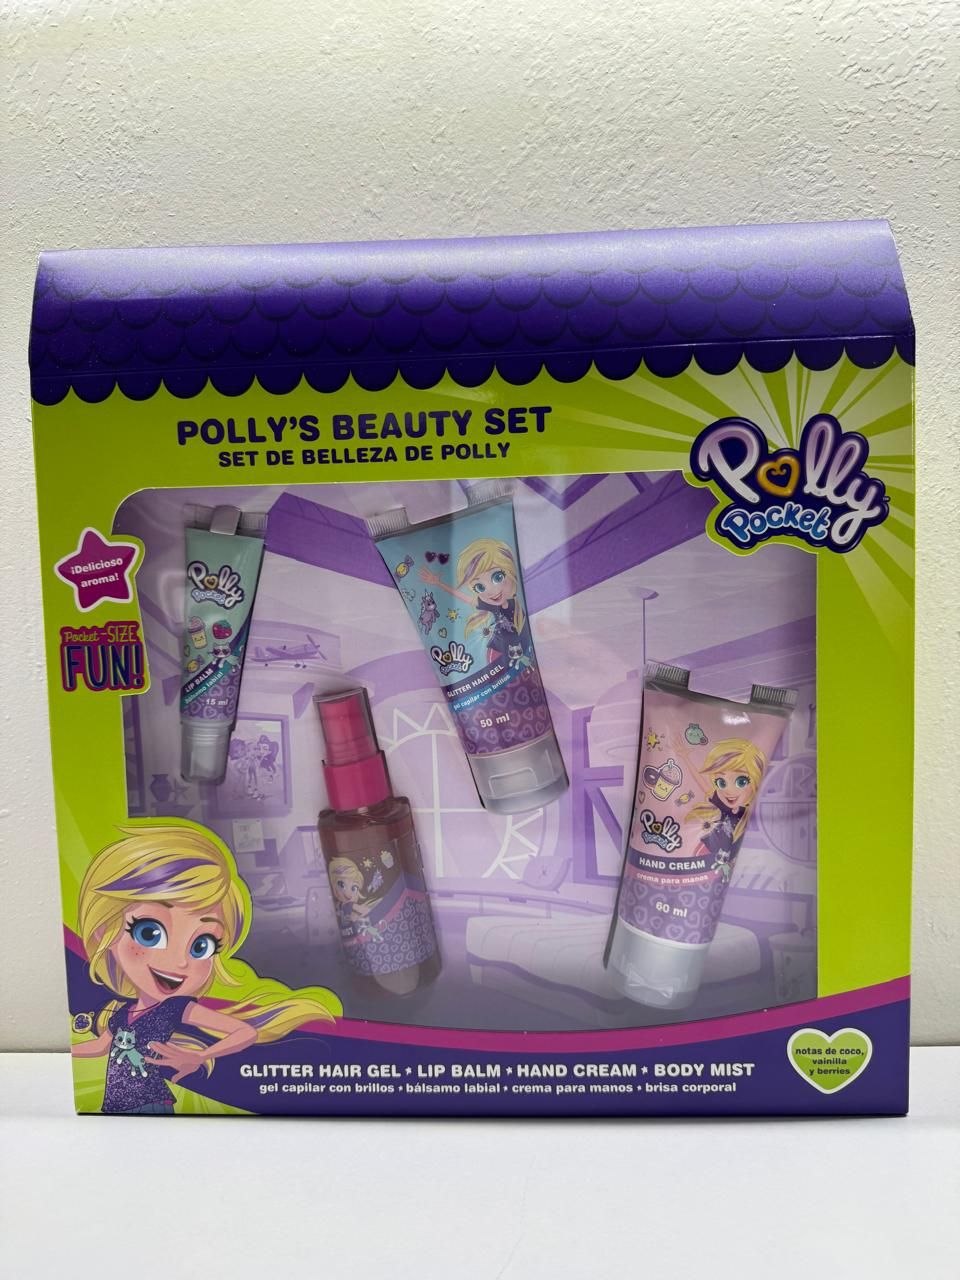 POLLY'S BEAUTY SET
SET DE BELLEZA DE POLLY
Polly
Pocket
¡Delicioso
aroma!
Pocket-SIZE
FUN!
Polly
Pocket
LIP BALM
bálsamo labial
15 ml
Polly
Pocket
GLITTER HAIR GEL
gel capilar con brillos
50 ml
Polly
Pocket
HAND CREAM
crema para manos
60 ml
GLITTER HAIR GEL * LIP BALM * HAND CREAM * BODY MIST
gel capilar con brillos * bálsamo labial * crema para manos * brisa corporal
notas de coco,
vainilla
y berries